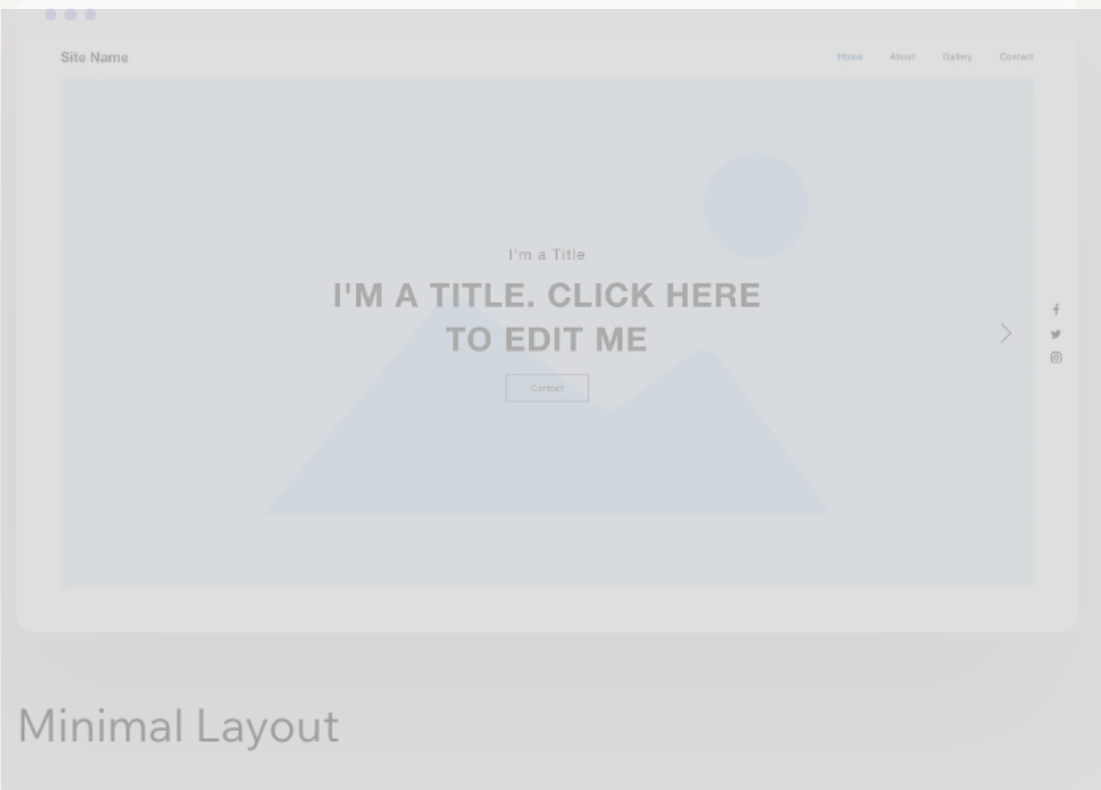 Site Name
Home About Gallery Contact
I'm a Title
I'M A TITLE. CLICK HERE
TO EDIT ME
Contact
Minimal Layout